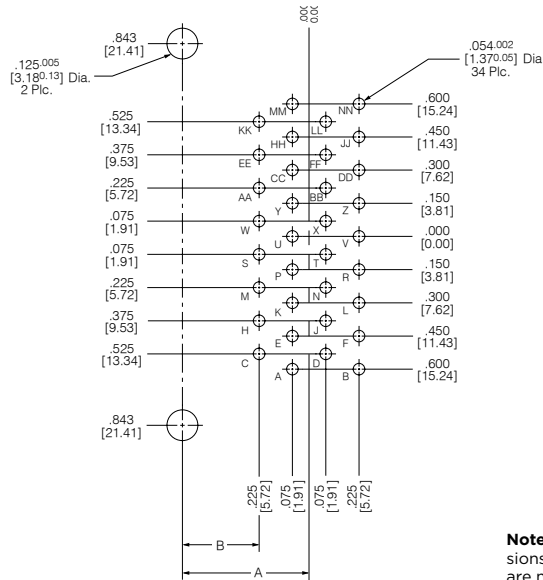 .000
.125.005
[3.18 0.13] Dia.
2 Plc.
.843
[21.41]
.054.002
[1.37 0.05] Dia
34 Plc.
MM
NN
.600
[15.24]
.525
[13.34]
KK
LL
HH
JJ
.450
[11.43]
.375
[9.53]
EE
FF
CC
DD
.300
[7.62]
.225
[5.72]
AA
BB
Y
Z
.150
[3.81]
.075
[1.91]
W
X
U
V
.000
[0.00]
.075
[1.91]
S
T
P
R
.150
[3.81]
.225
[5.72]
M
N
K
L
.300
[7.62]
.375
[9.53]
H
J
E
F
.450
[11.43]
.525
[13.34]
C
D
A
B
.600
[15.24]
.843
[21.41]
.225
[5.72]
.075
[1.91]
.075
[1.91]
.225
[5.72]
B
A
Note
sions